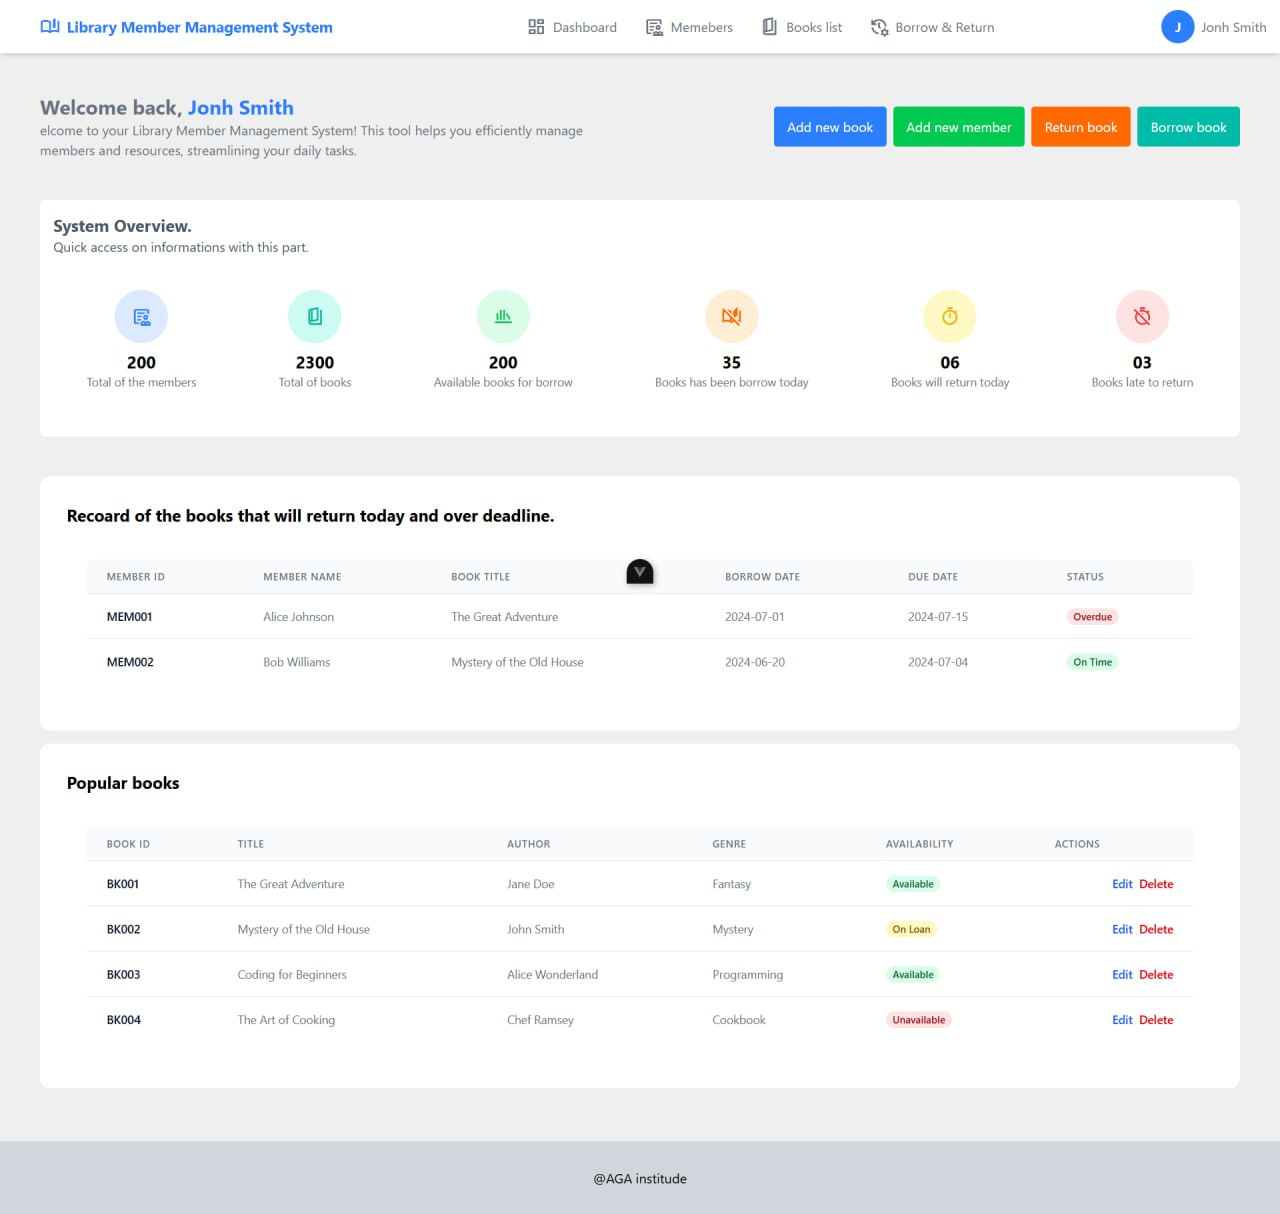 Library Member Management System
Dashboard
Memebers
Books list
Borrow & Return
J
Jonh Smith
Welcome back, Jonh Smith
elcome to your Library Member Management System! This tool helps you efficiently manage
members and resources, streamlining your daily tasks.
Add new book
Add new member
Return book
Borrow book
System Overview.
Quick access on informations with this part.
200
Total of the members
2300
Total of books
200
Available books for borrow
35
Books has been borrow today
06
Books will return today
03
Books late to return
Recoard of the books that will return today and over deadline.
MEMBER ID MEMBER NAME BOOK TITLE BORROW DATE DUE DATE STATUS
MEM001 Alice Johnson The Great Adventure 2024-07-01 2024-07-15 Overdue
MEM002 Bob Williams Mystery of the Old House 2024-06-20 2024-07-04 On Time
Popular books
BOOK ID TITLE AUTHOR GENRE AVAILABILITY ACTIONS
BK001 The Great Adventure Jane Doe Fantasy Available Edit Delete
BK002 Mystery of the Old House John Smith Mystery On Loan Edit Delete
BK003 Coding for Beginners Alice Wonderland Programming Available Edit Delete
BK004 The Art of Cooking Chef Ramsey Cookbook Unavailable Edit Delete
@AGA institude